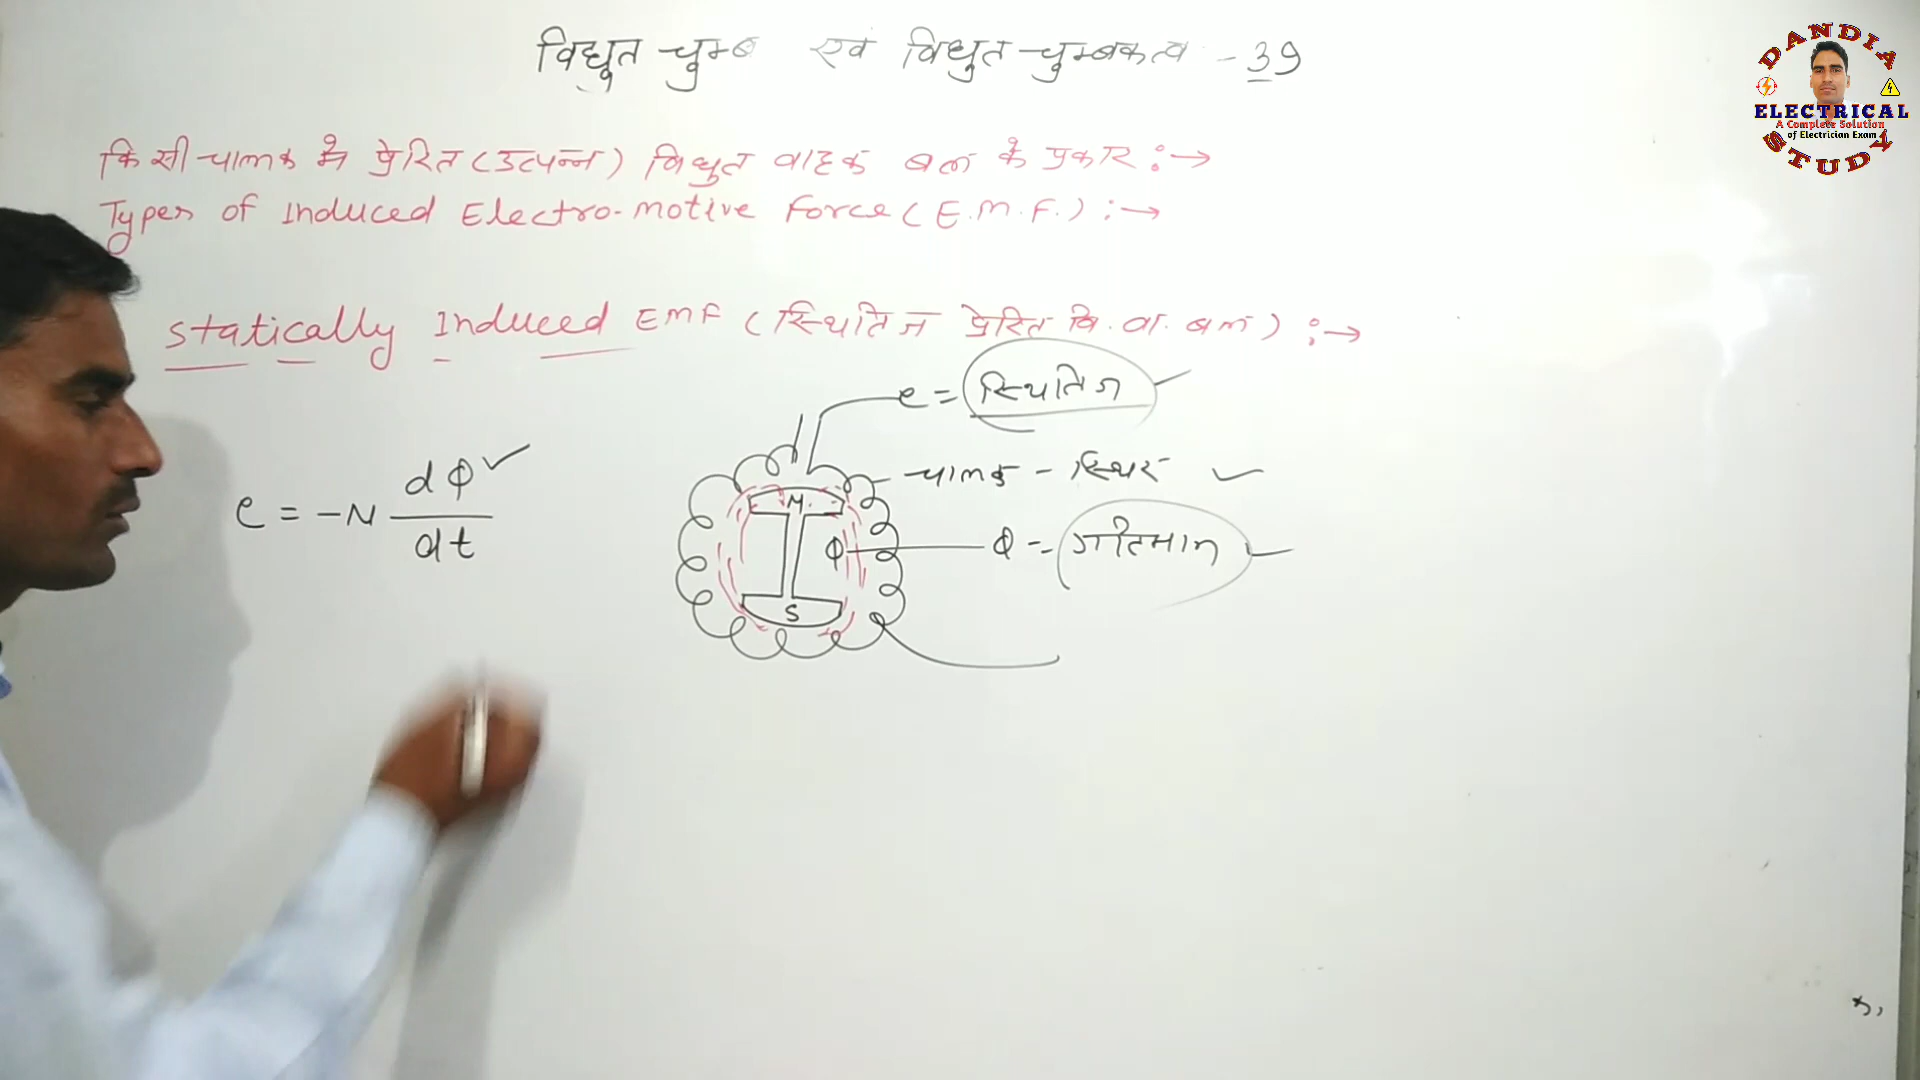 विद्युत चुम्ब एवं विद्युत-चुम्बकत्व - 39
किसी चालक में प्रेरित (उत्पन्न) विद्युत वाहक बल के प्रकार :→
Types of Induced Electro-motive Force (E.M.F.) :→
Statically Induced EMF (स्थितिज प्रेरित वि. वा. बल) :→
e = स्थितिज
e = -N dΦ/dt
चालक - स्थिर
Φ - गतिमान
N
Φ
S
DANDIA
ELECTRICAL
A Complete Solution
of Electrician Exam
STUDY